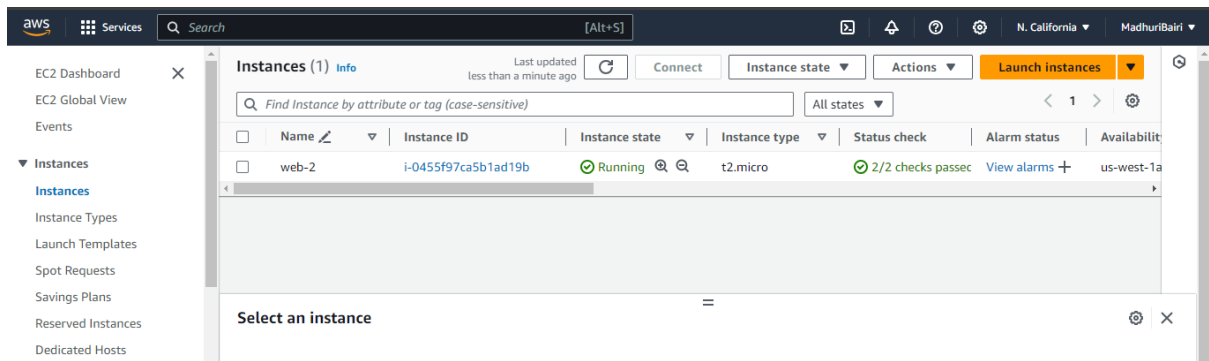 aws Services Search [Alt+S] N. California MadhuriBairi
EC2 Dashboard
EC2 Global View
Events
Instances
Instances
Instance Types
Launch Templates
Spot Requests
Savings Plans
Reserved Instances
Dedicated Hosts
Instances (1) Info
Last updated
less than a minute ago
Connect Instance state Actions Launch instances
Find Instance by attribute or tag (case-sensitive) All states 1
Name Instance ID Instance state Instance type Status check Alarm status Availabilit
web-2 i-0455f97ca5b1ad19b Running t2.micro 2/2 checks passec View alarms us-west-1a
Select an instance